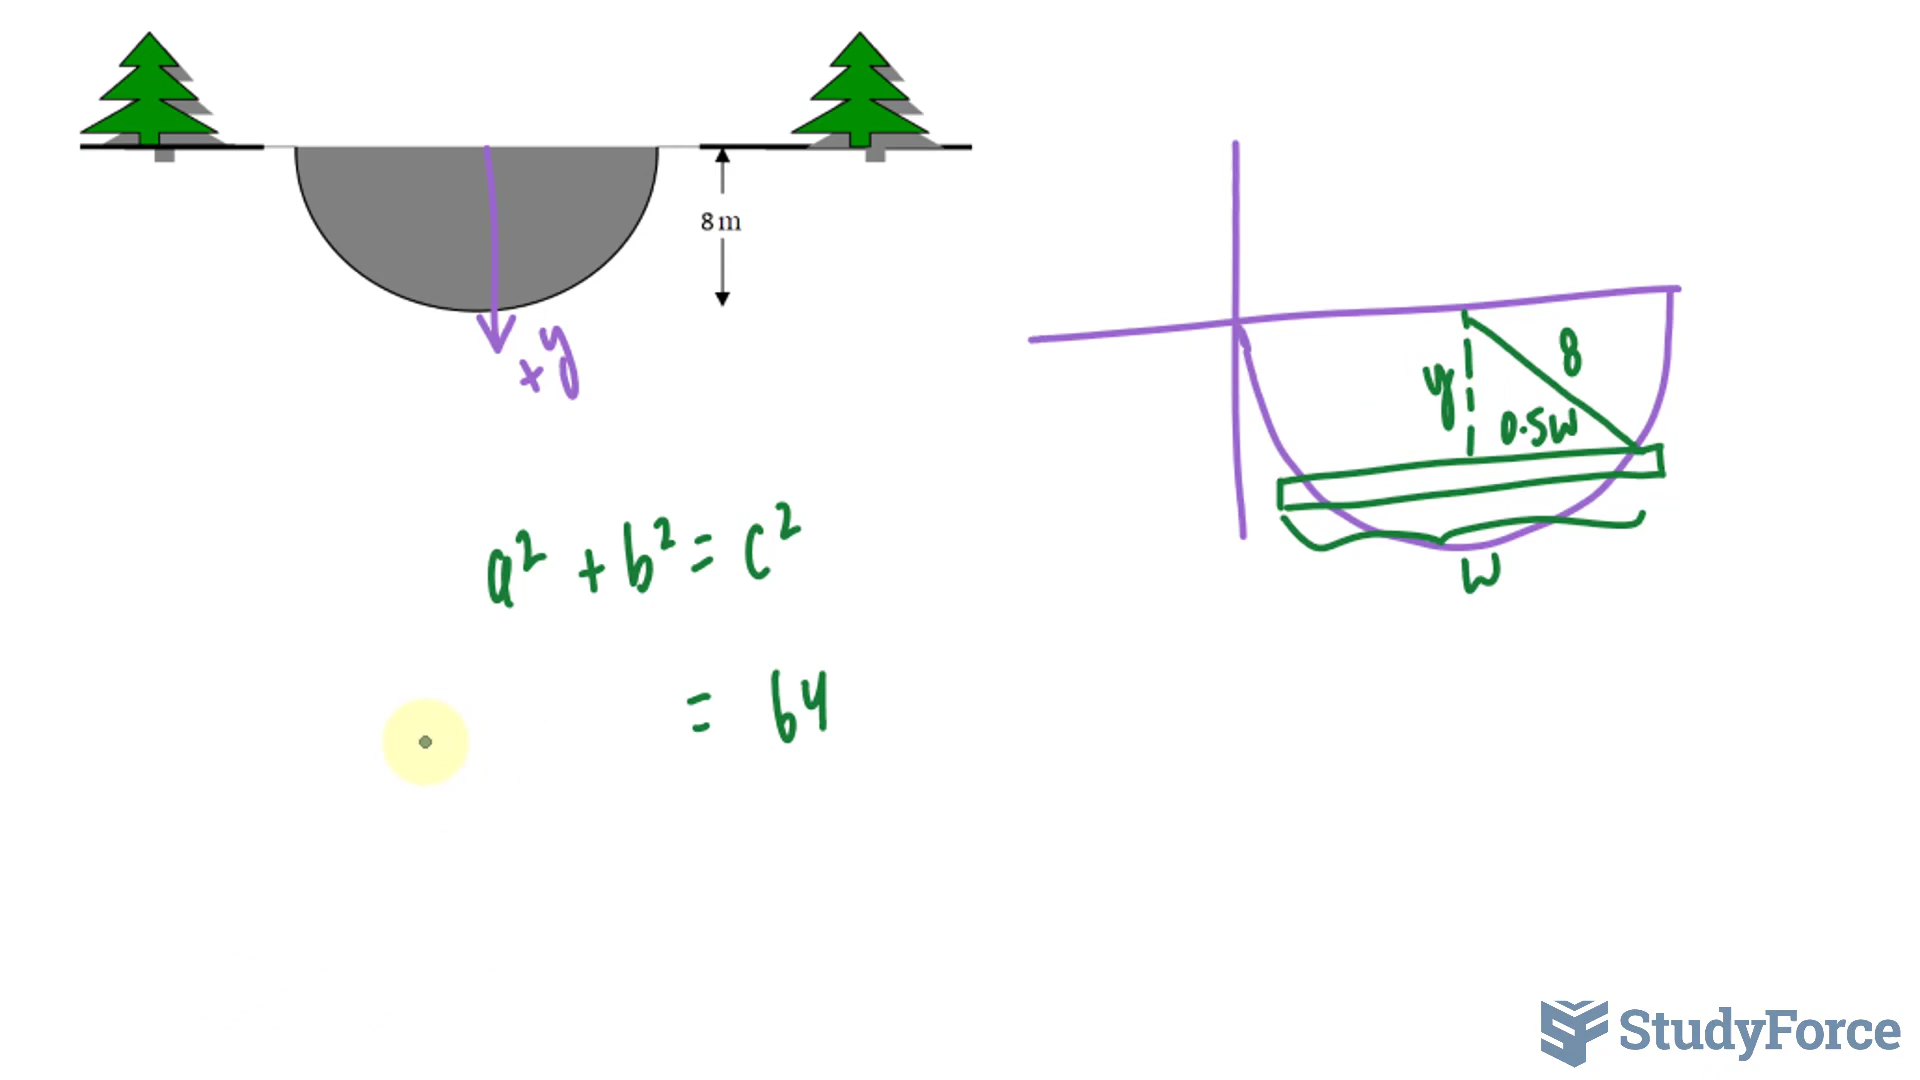 8 m
+y
8
y
0.5W
W
a² + b² = c²
= 64
StudyForce